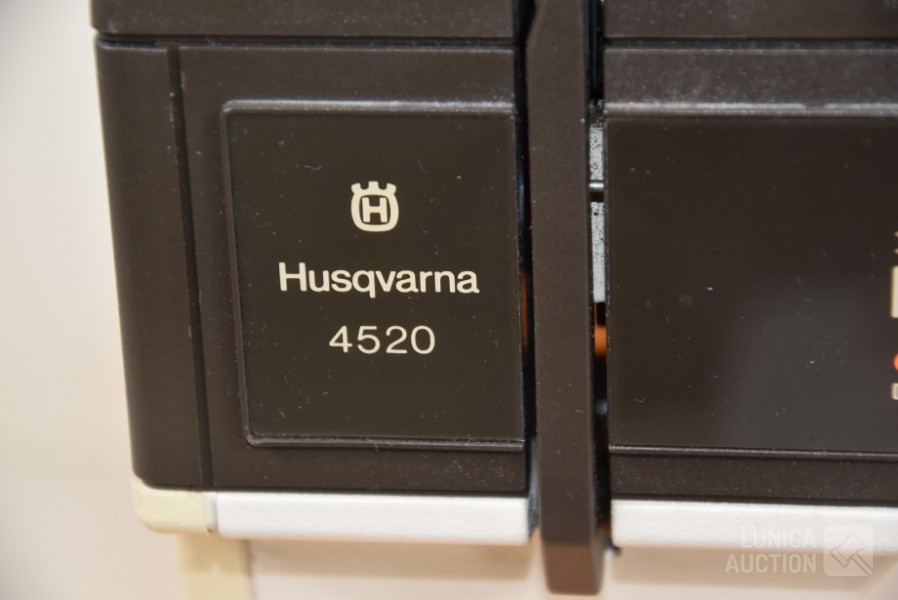 H
Husqvarna
4520
LUNICA
AUCTION